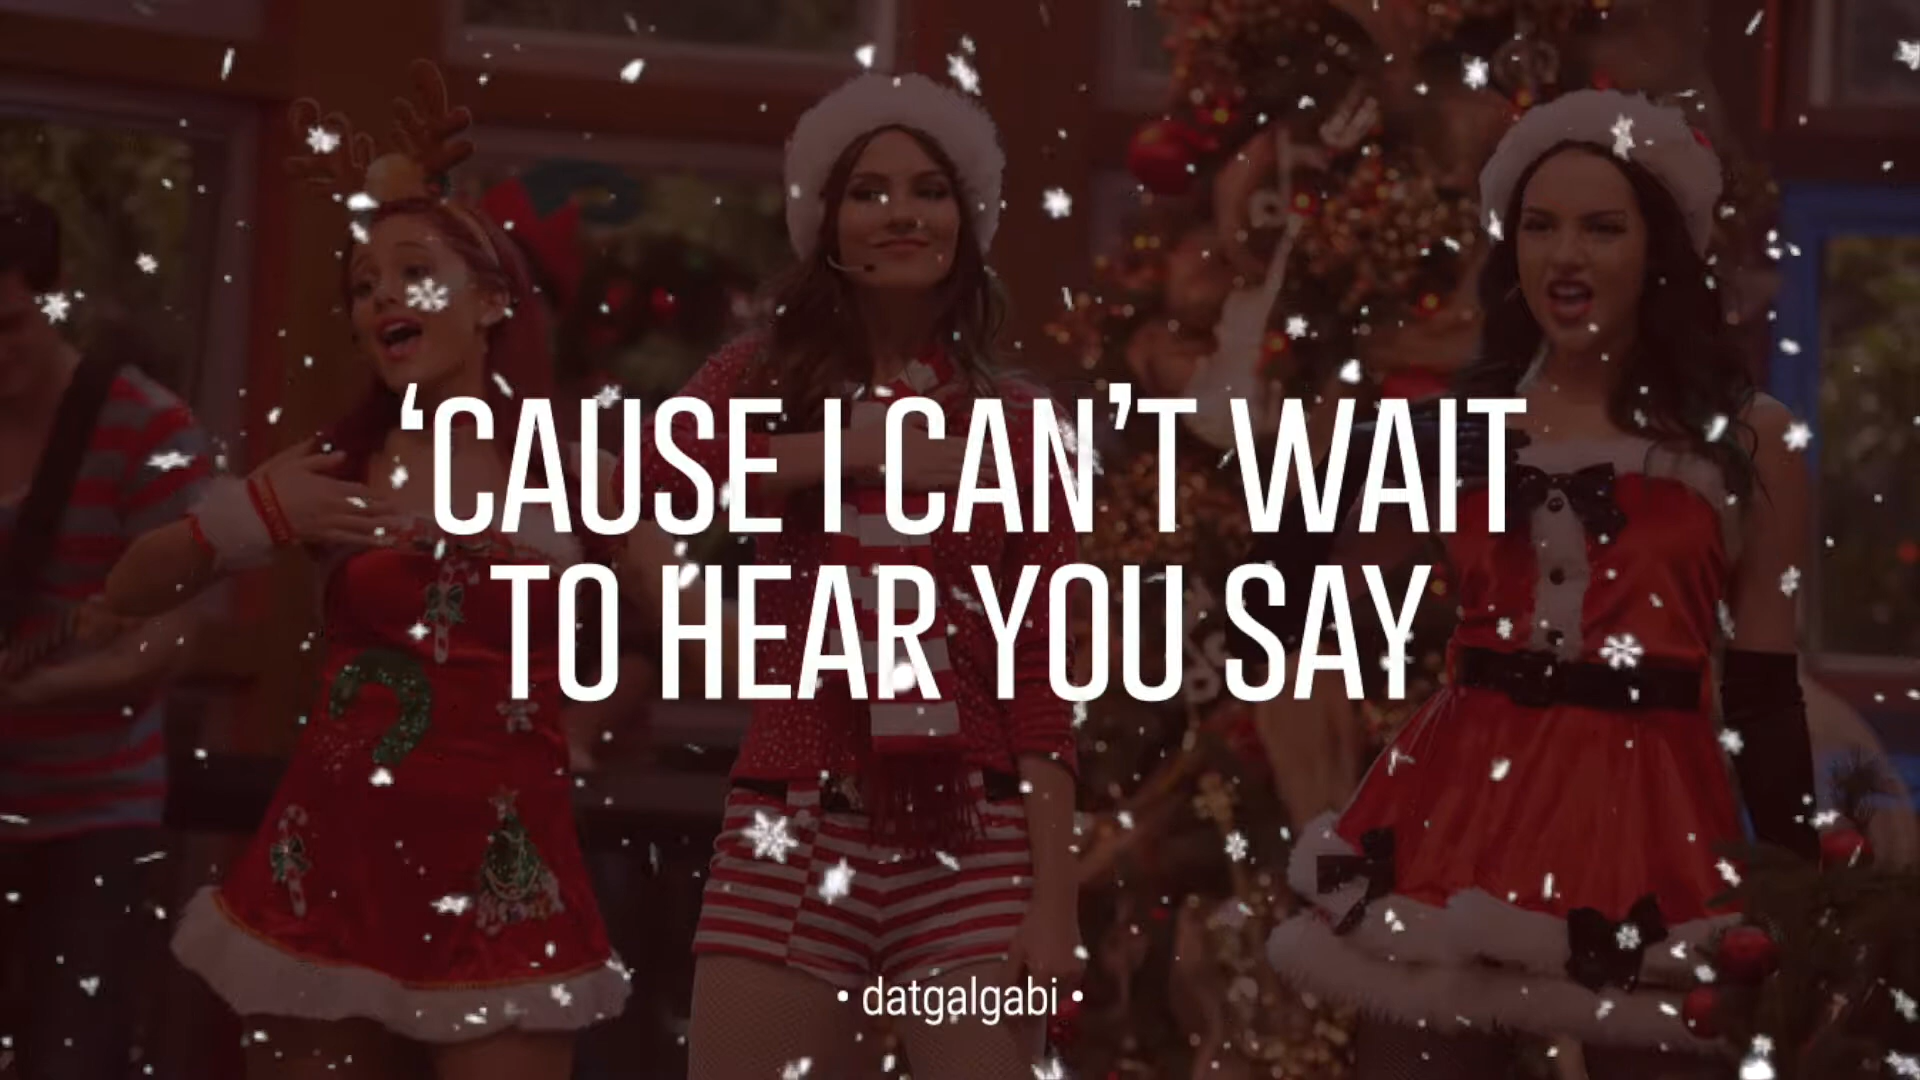 ‘CAUSE I CAN’T WAIT
TO HEAR YOU SAY
• datgalgabi •